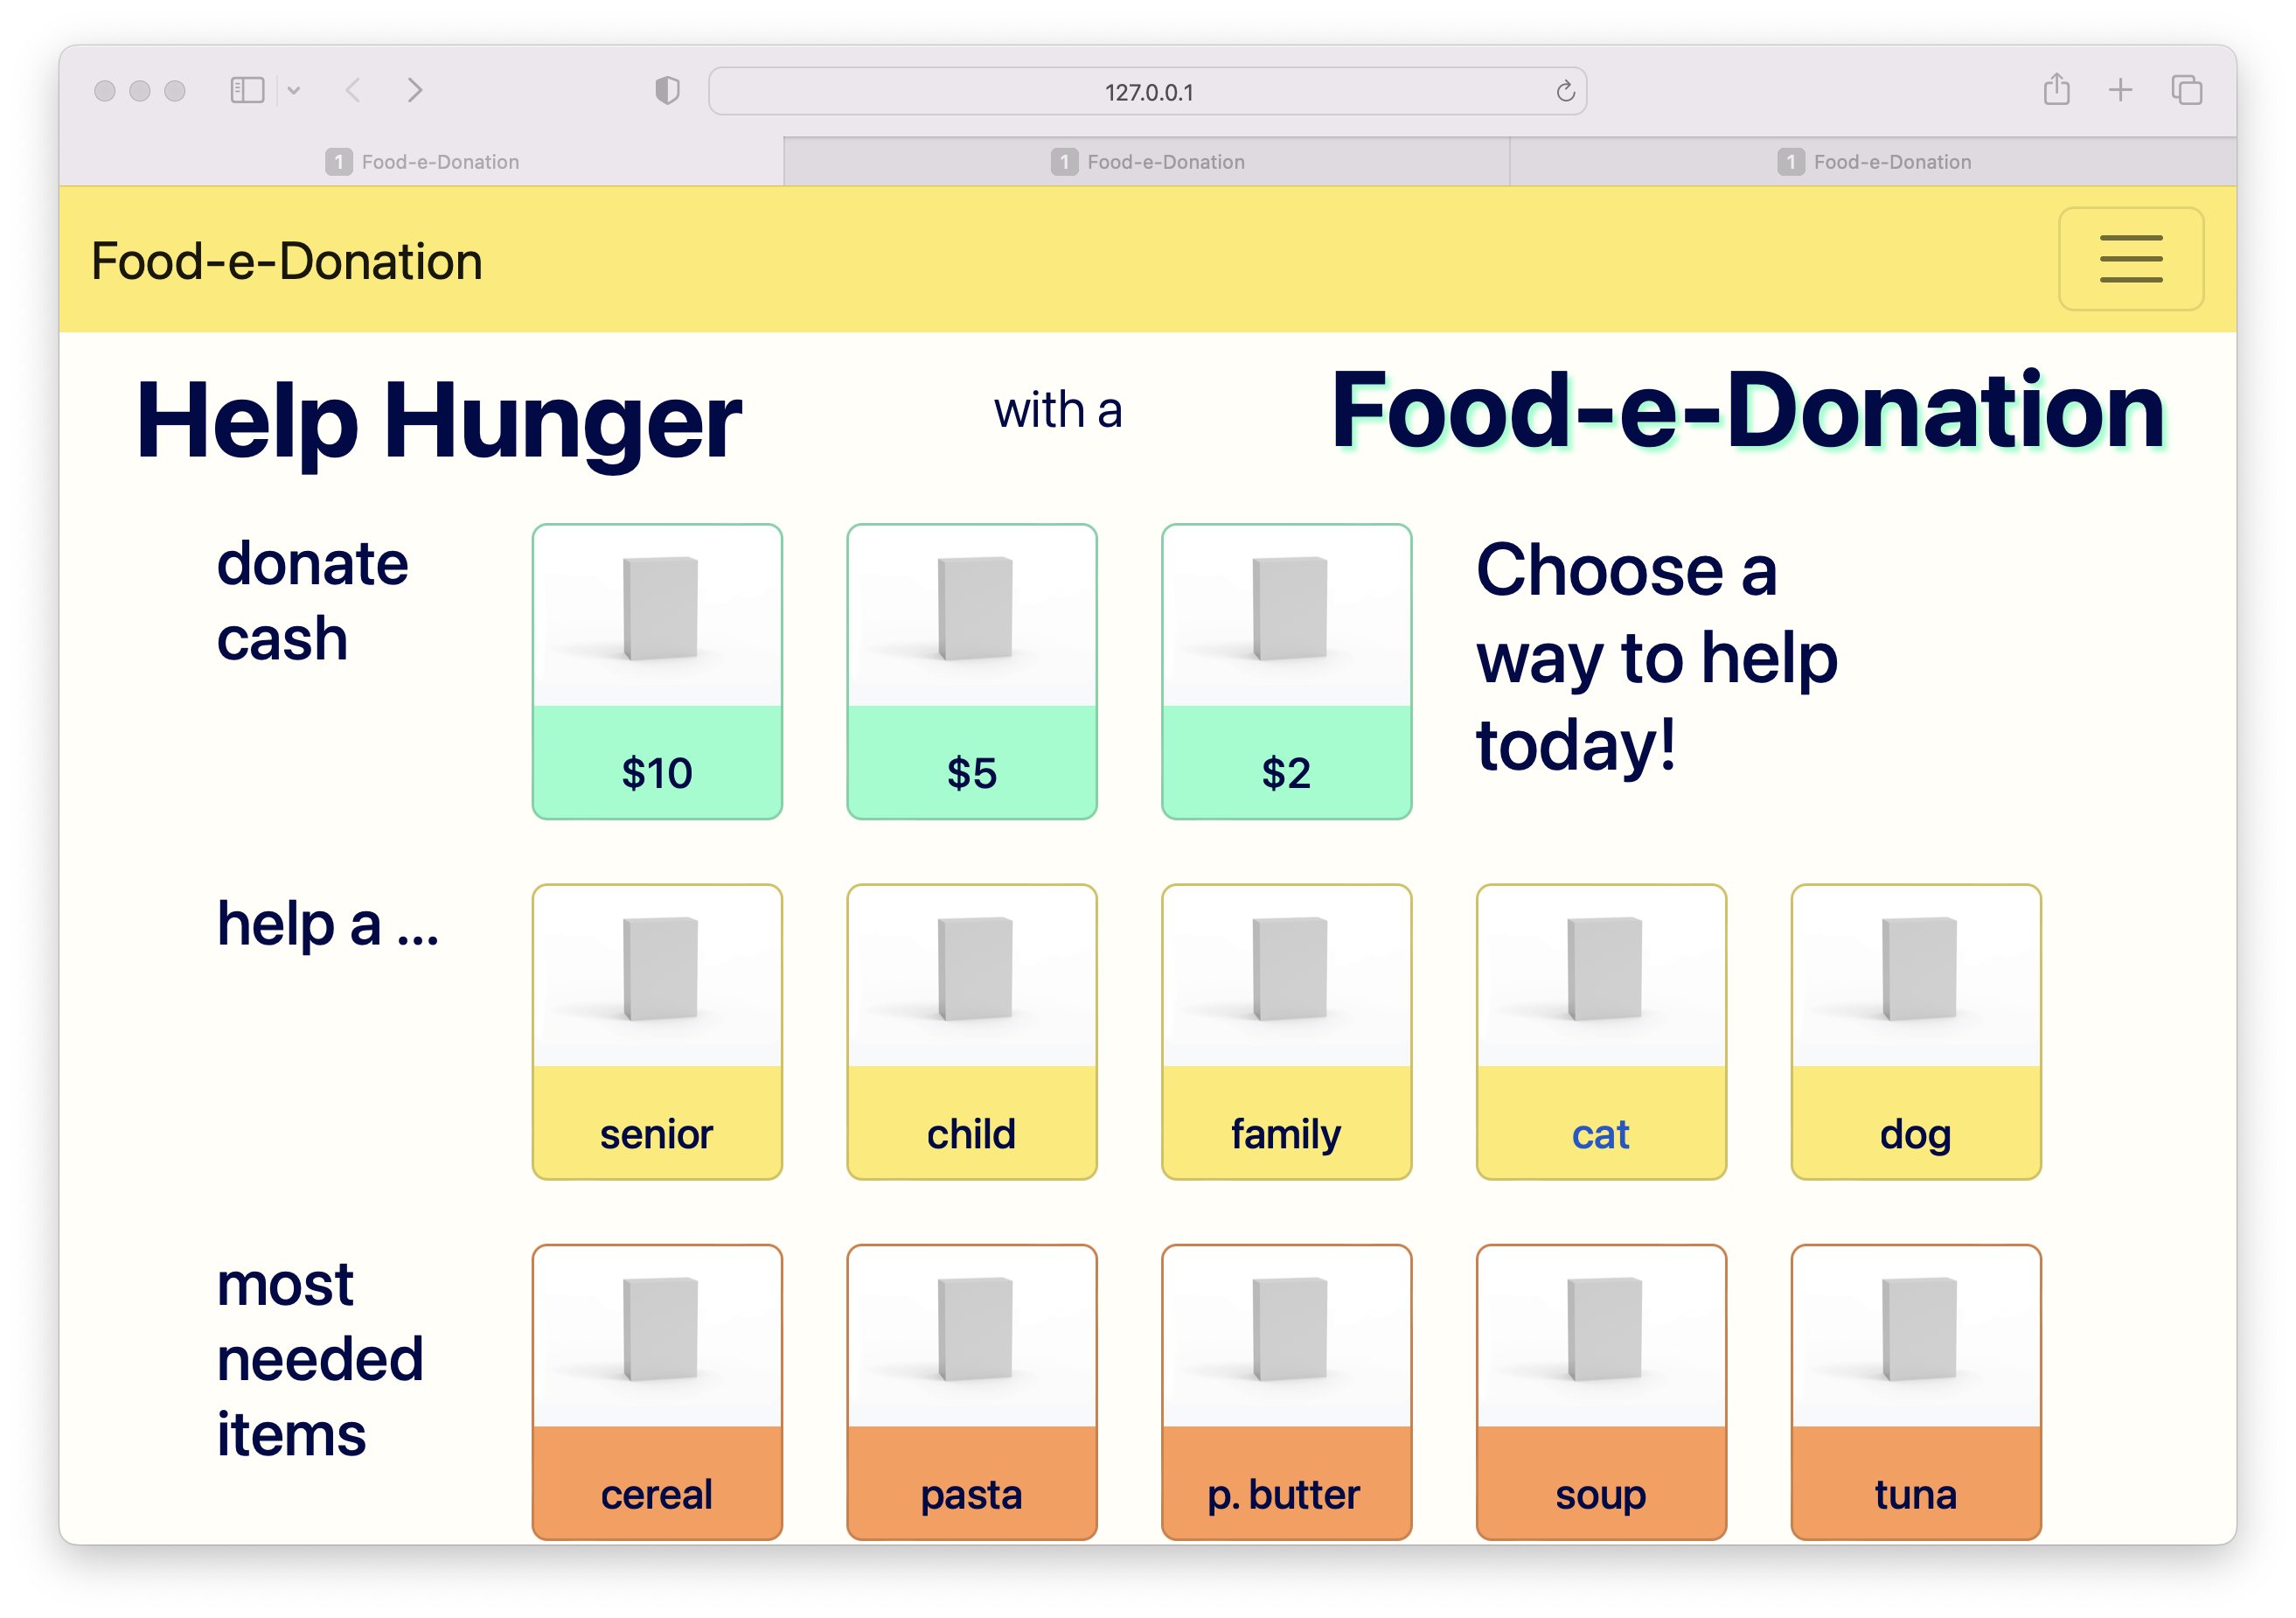 127.0.0.1
1 Food-e-Donation
1 Food-e-Donation
1 Food-e-Donation
Food-e-Donation
Help Hunger with a Food-e-Donation
donate
cash
$10
$5
$2
Choose a
way to help
today!
help a ...
senior
child
family
cat
dog
most
needed
items
cereal
pasta
p. butter
soup
tuna